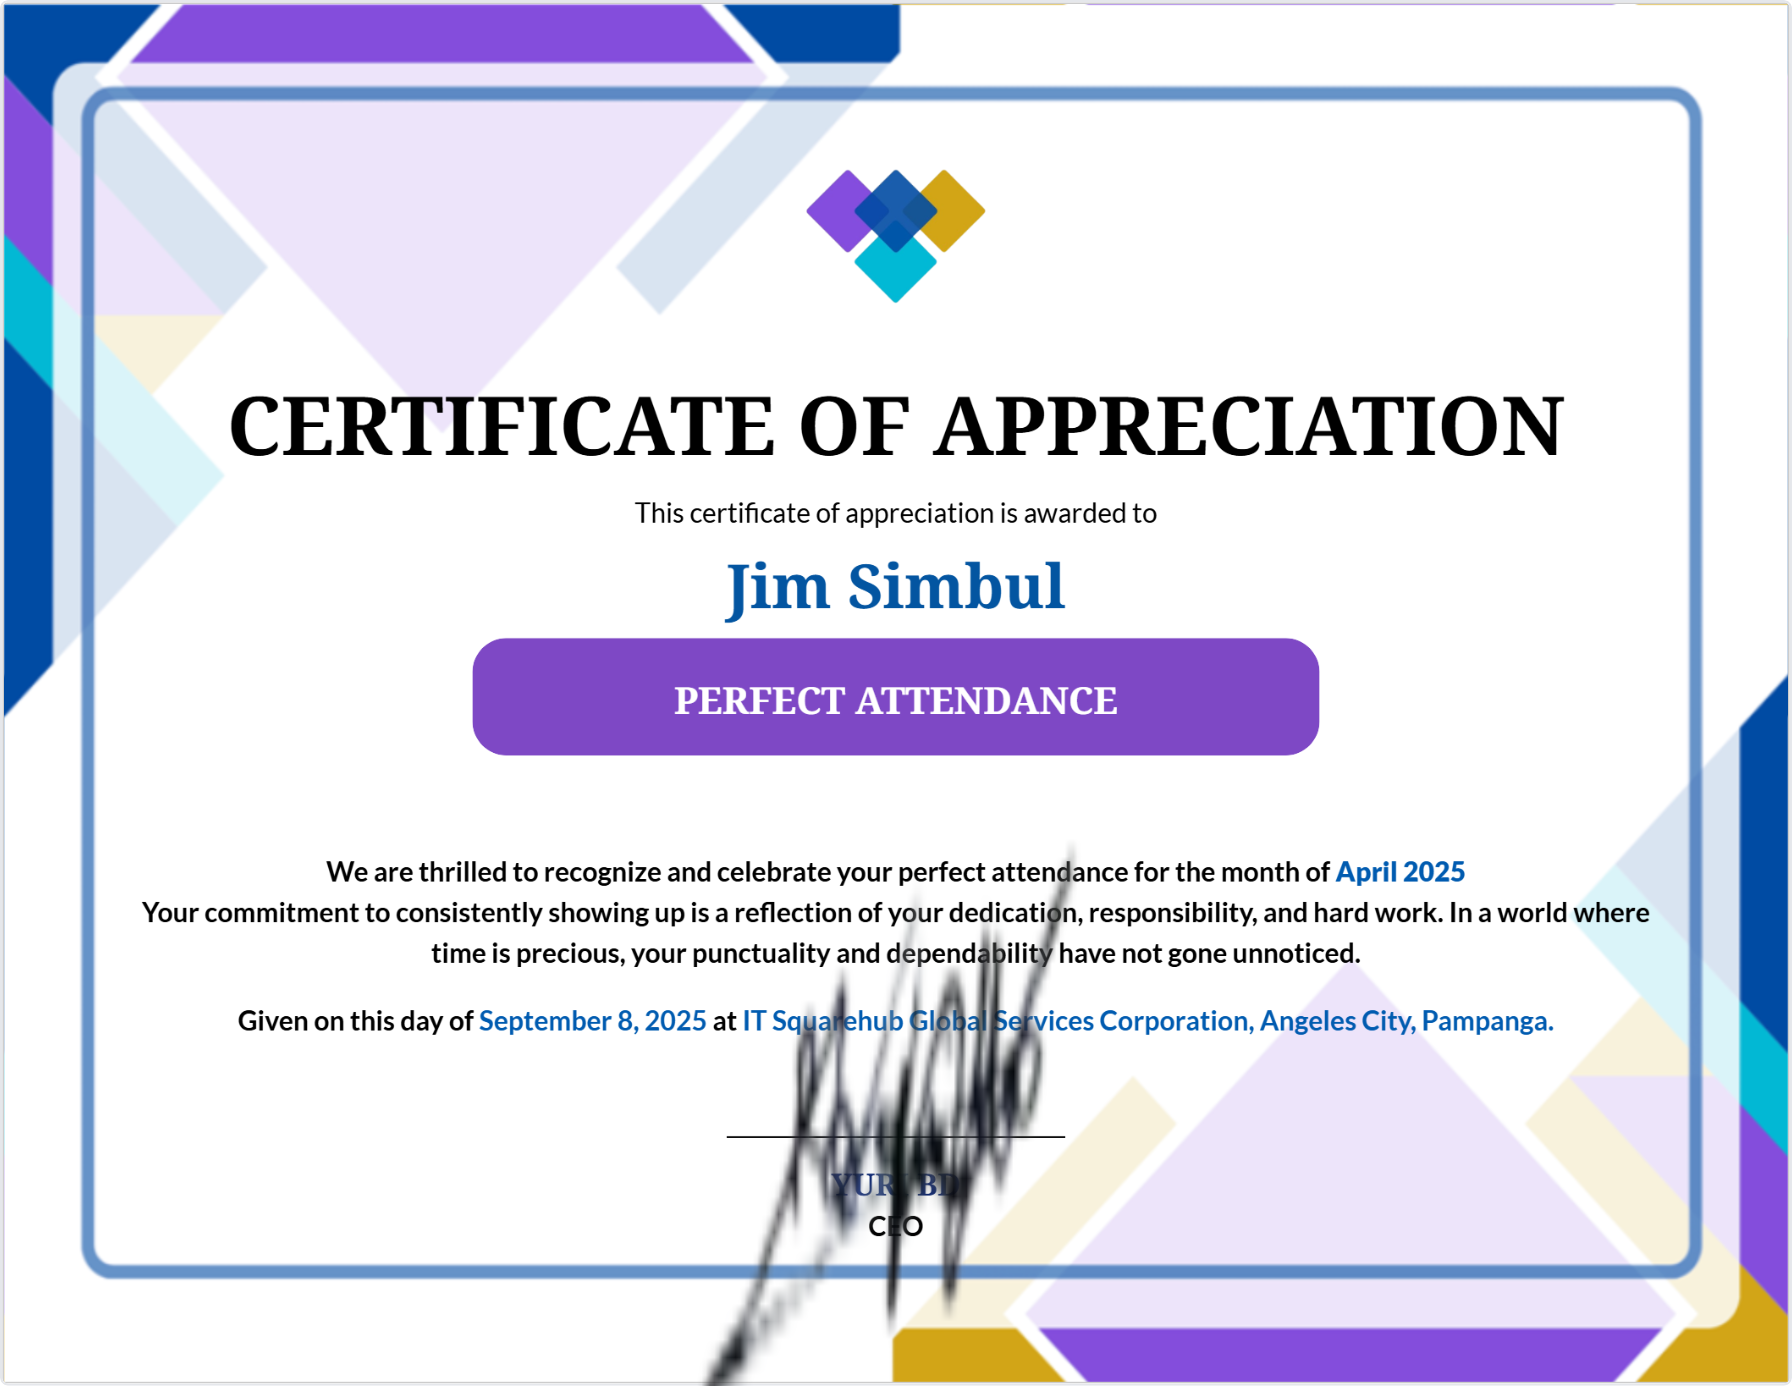 CERTIFICATE OF APPRECIATION
This certificate of appreciation is awarded to
Jim Simbul
PERFECT ATTENDANCE
We are thrilled to recognize and celebrate your perfect attendance for the month of April 2025
Your commitment to consistently showing up is a reflection of your dedication, responsibility, and hard work. In a world where
time is precious, your punctuality and dependability have not gone unnoticed.
Given on this day of September 8, 2025 at IT Squarehub Global Services Corporation, Angeles City, Pampanga.
CEO